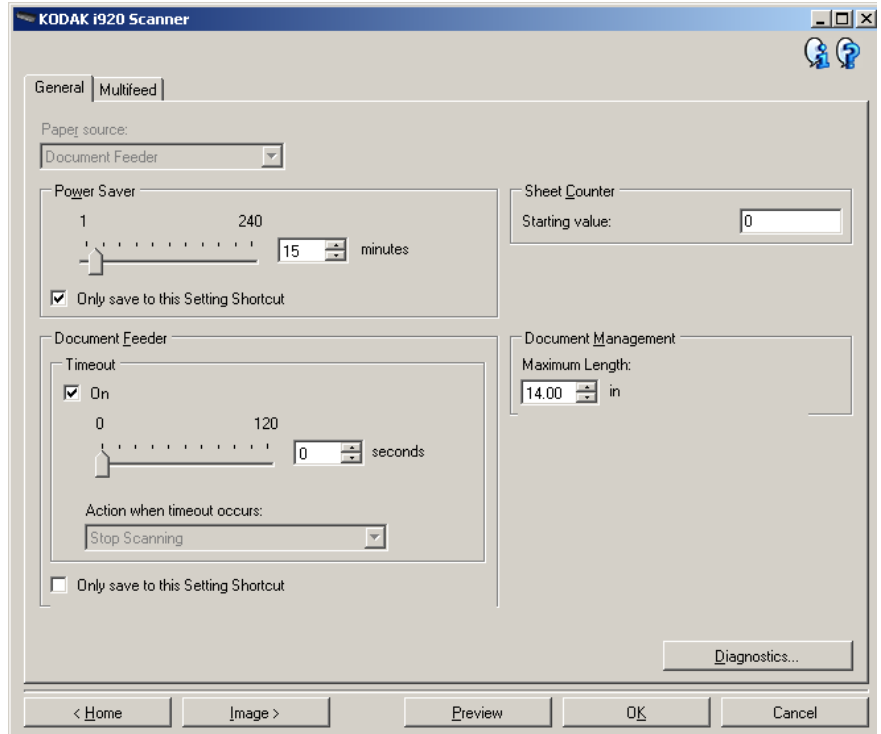 KODAK i920 Scanner
General
Multifeed
Paper source:
Document Feeder
Power Saver
1 240
15 minutes
Only save to this Setting Shortcut
Sheet Counter
Starting value: 0
Document Feeder
Timeout
On
0 120
0 seconds
Action when timeout occurs:
Stop Scanning
Only save to this Setting Shortcut
Document Management
Maximum Length:
14.00 in
Diagnostics...
< Home
Image >
Preview
OK
Cancel